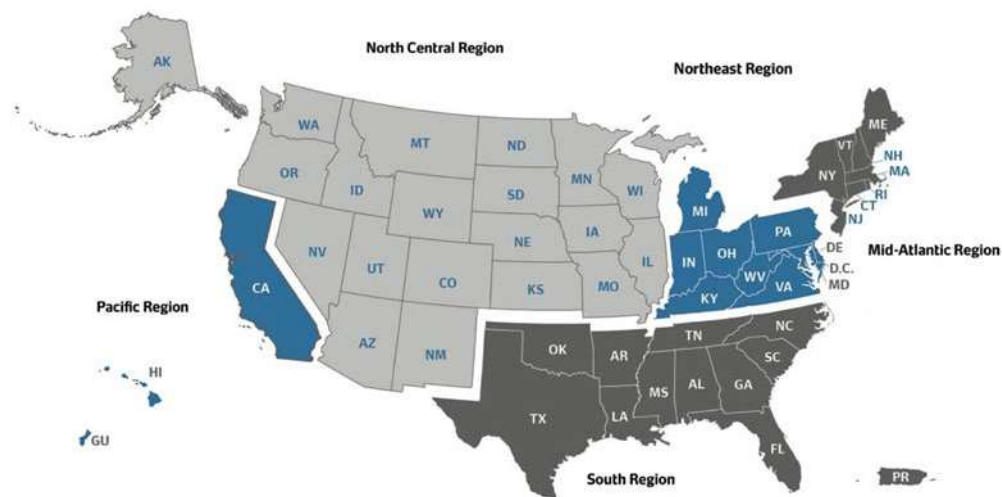 North Central Region
Northeast Region
AK
ME
WA
MT
ND
VT
NH
MN
MA
OR
NY
ID
SD
WI
RI
WY
CT
MI
NJ
IA
PA
NE
NV
OH
DE
Mid-Atlantic Region
IN
IL
UT
D.C.
CO
WV
CA
KS
MO
VA
MD
KY
Pacific Region
NC
TN
AZ
NM
OK
AR
SC
HI
MS
AL
GA
TX
LA
GU
FL
South Region
PR